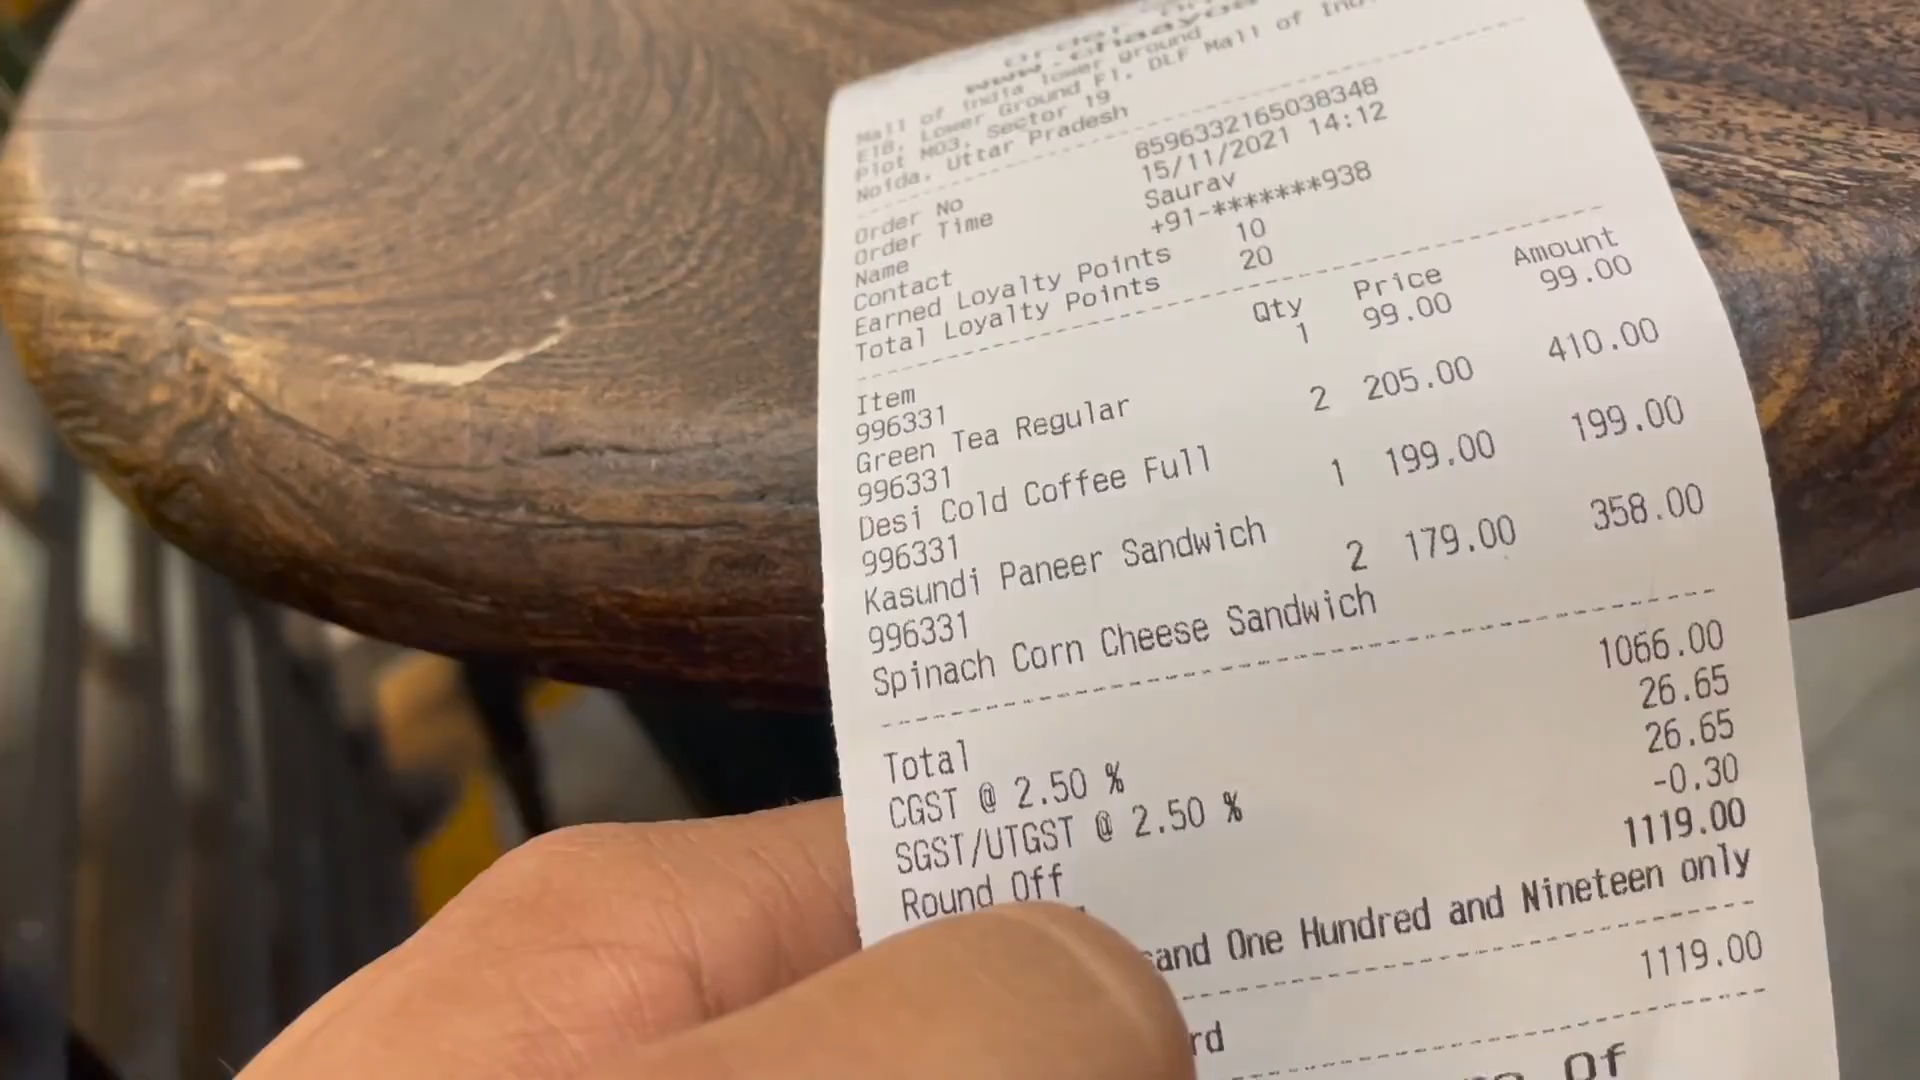 Mall of India lower Ground
E18, Lower Ground Fl, DLF Mall of
Plot M03, Sector 19
Noida, Uttar Pradesh
Order No 8596332165038348
Order Time 15/11/2021 14:12
Name Saurav
Contact +91-*******938
Earned Loyalty Points 10
Total Loyalty Points 20
Item Qty Price Amount
996331 1 99.00 99.00
Green Tea Regular
996331 2 205.00 410.00
Desi Cold Coffee Full
996331 1 199.00 199.00
Kasundi Paneer Sandwich
996331 2 179.00 358.00
Spinach Corn Cheese Sandwich
Total 1066.00
CGST @ 2.50 % 26.65
SGST/UTGST @ 2.50 % 26.65
Round Off -0.30
1119.00
One Hundred and Nineteen only
1119.00
Of